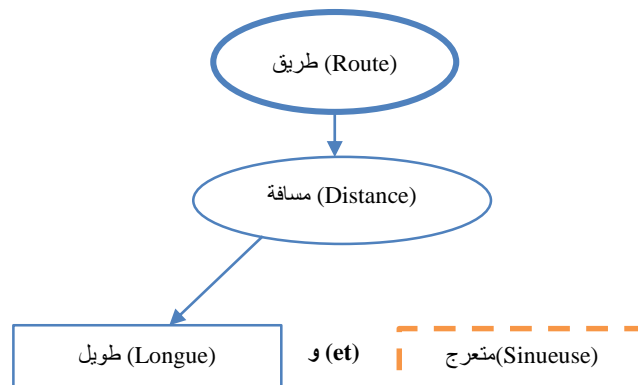 طريق (Route)
مسافة (Distance)
طويل (Longue)
و (et)
متعرج(Sinueuse)